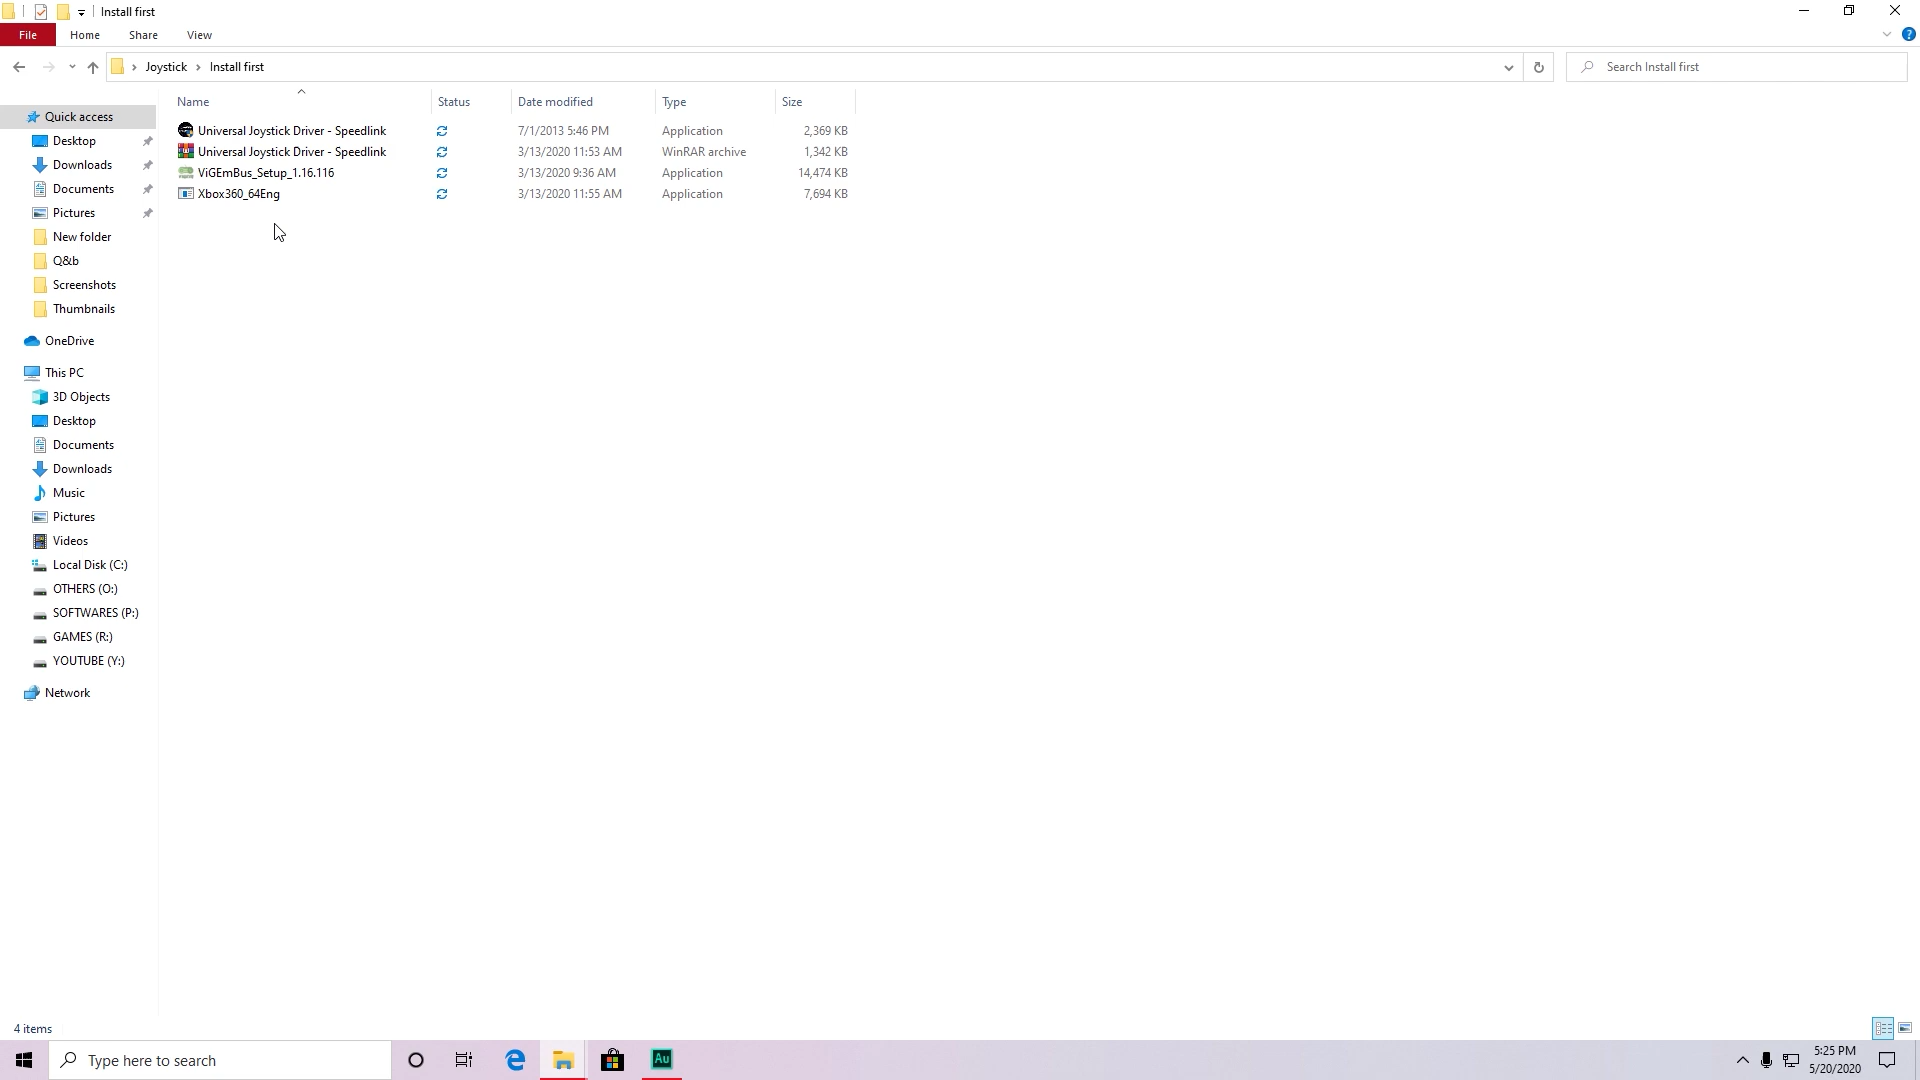 Install first
File Home Share View
Joystick Install first
Search Install first
Name Status Date modified Type Size
Universal Joystick Driver - Speedlink 7/1/2013 5:46 PM Application 2,369 KB
Universal Joystick Driver - Speedlink 3/13/2020 11:53 AM WinRAR archive 1,342 KB
ViGEmBus_Setup_1.16.116 3/13/2020 9:36 AM Application 14,474 KB
Xbox360_64Eng 3/13/2020 11:55 AM Application 7,694 KB
Quick access
Desktop
Downloads
Documents
Pictures
New folder
Q&b
Screenshots
Thumbnails
OneDrive
This PC
3D Objects
Desktop
Documents
Downloads
Music
Pictures
Videos
Local Disk (C:)
OTHERS (O:)
SOFTWARES (P:)
GAMES (R:)
YOUTUBE (Y:)
Network
4 items
Type here to search
Au
5:25 PM
5/20/2020